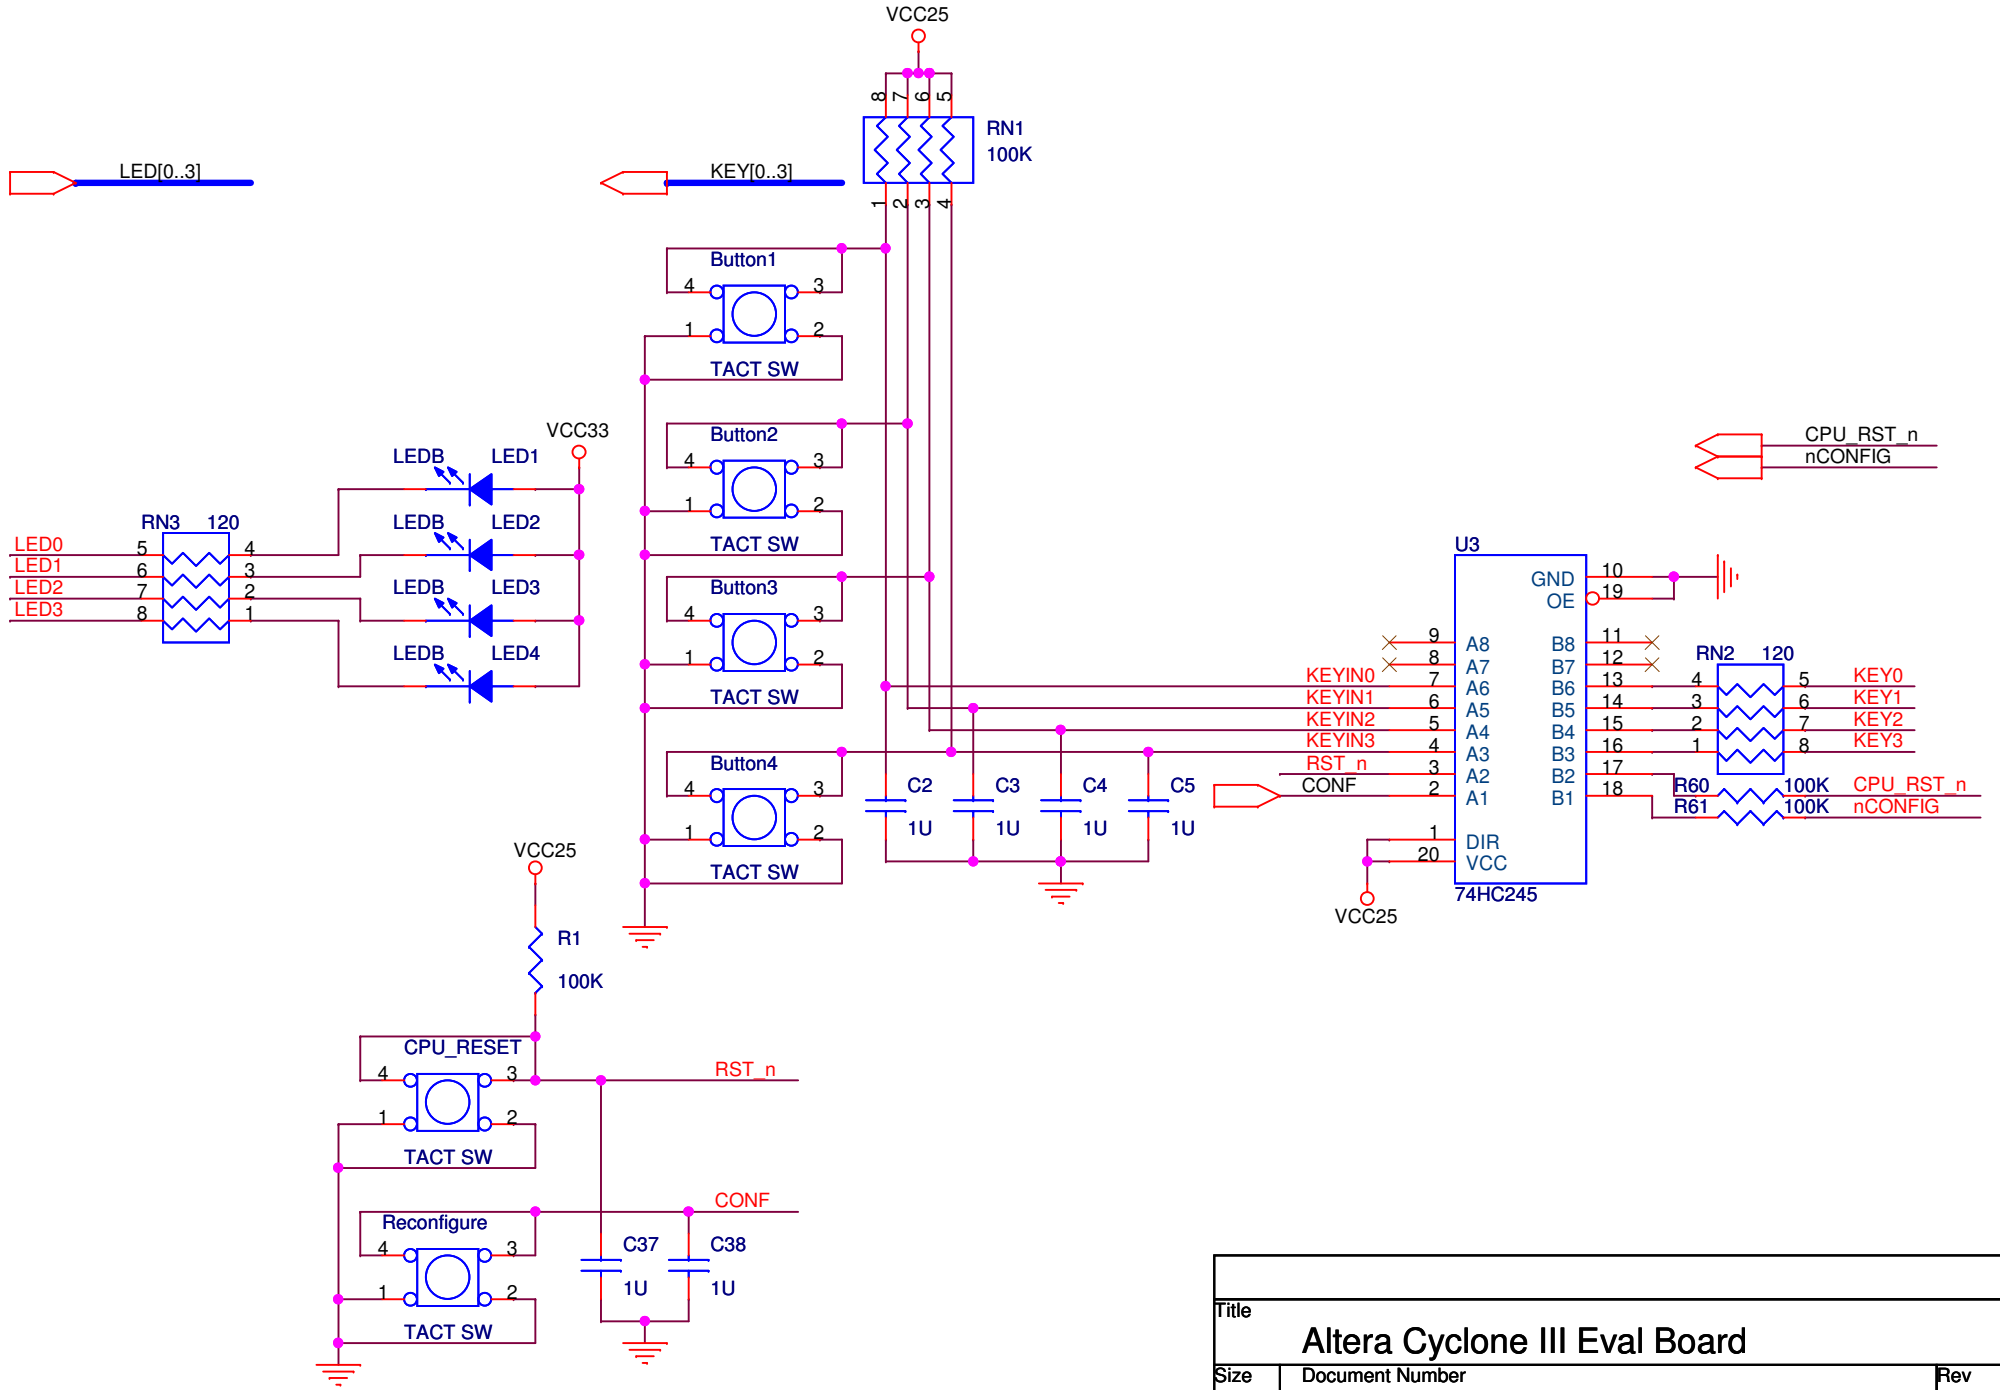 VCC25
8 7 6 5
RN1
100K
1 2 3 4
LED[0..3]
KEY[0..3]
Button1
4 3
1 2
TACT SW
Button2
4 3
1 2
TACT SW
Button3
4 3
1 2
TACT SW
Button4
4 3
1 2
TACT SW
VCC33
LEDB LED1
LEDB LED2
LEDB LED3
LEDB LED4
RN3 120
LED0 5 4
LED1 6 3
LED2 7 2
LED3 8 1
CPU_RST_n
nCONFIG
U3
GND 10
OE 19
9 A8 B8 11
8 A7 B7 12
KEYIN0 7 A6 B6 13
KEYIN1 6 A5 B5 14
KEYIN2 5 A4 B4 15
KEYIN3 4 A3 B3 16
RST_n 3 A2 B2 17
CONF 2 A1 B1 18
1 DIR
20 VCC
74HC245
VCC25
RN2 120
4 5 KEY0
3 6 KEY1
2 7 KEY2
1 8 KEY3
R60 100K CPU_RST_n
R61 100K nCONFIG
C2 C3 C4 C5
1U 1U 1U 1U
VCC25
R1
100K
CPU_RESET
4 3
1 2
TACT SW
RST_n
Reconfigure
4 3
1 2
TACT SW
CONF
C37 C38
1U 1U
Title
Altera Cyclone III Eval Board
Size Document Number Rev